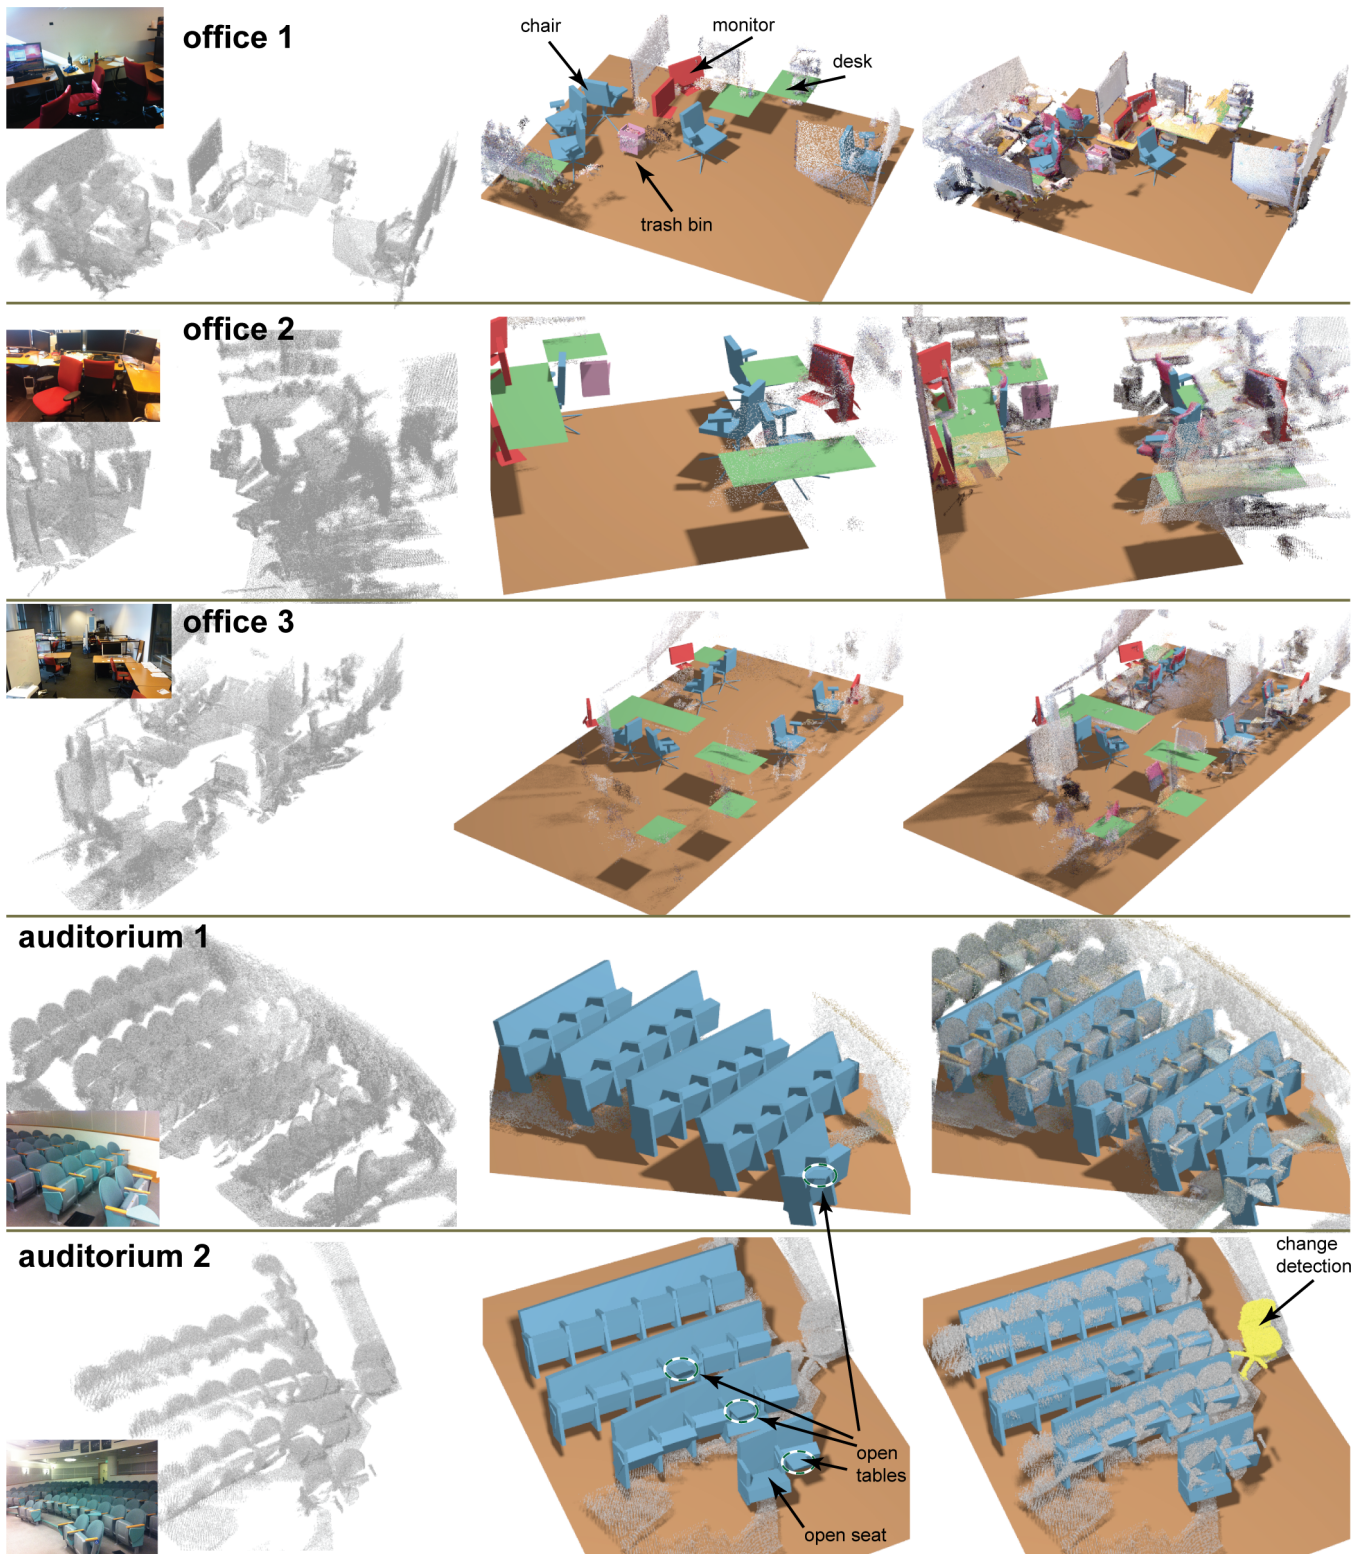 office 1
chair
monitor
desk
trash bin
office 2
office 3
auditorium 1
auditorium 2
change
detection
open
tables
open seat